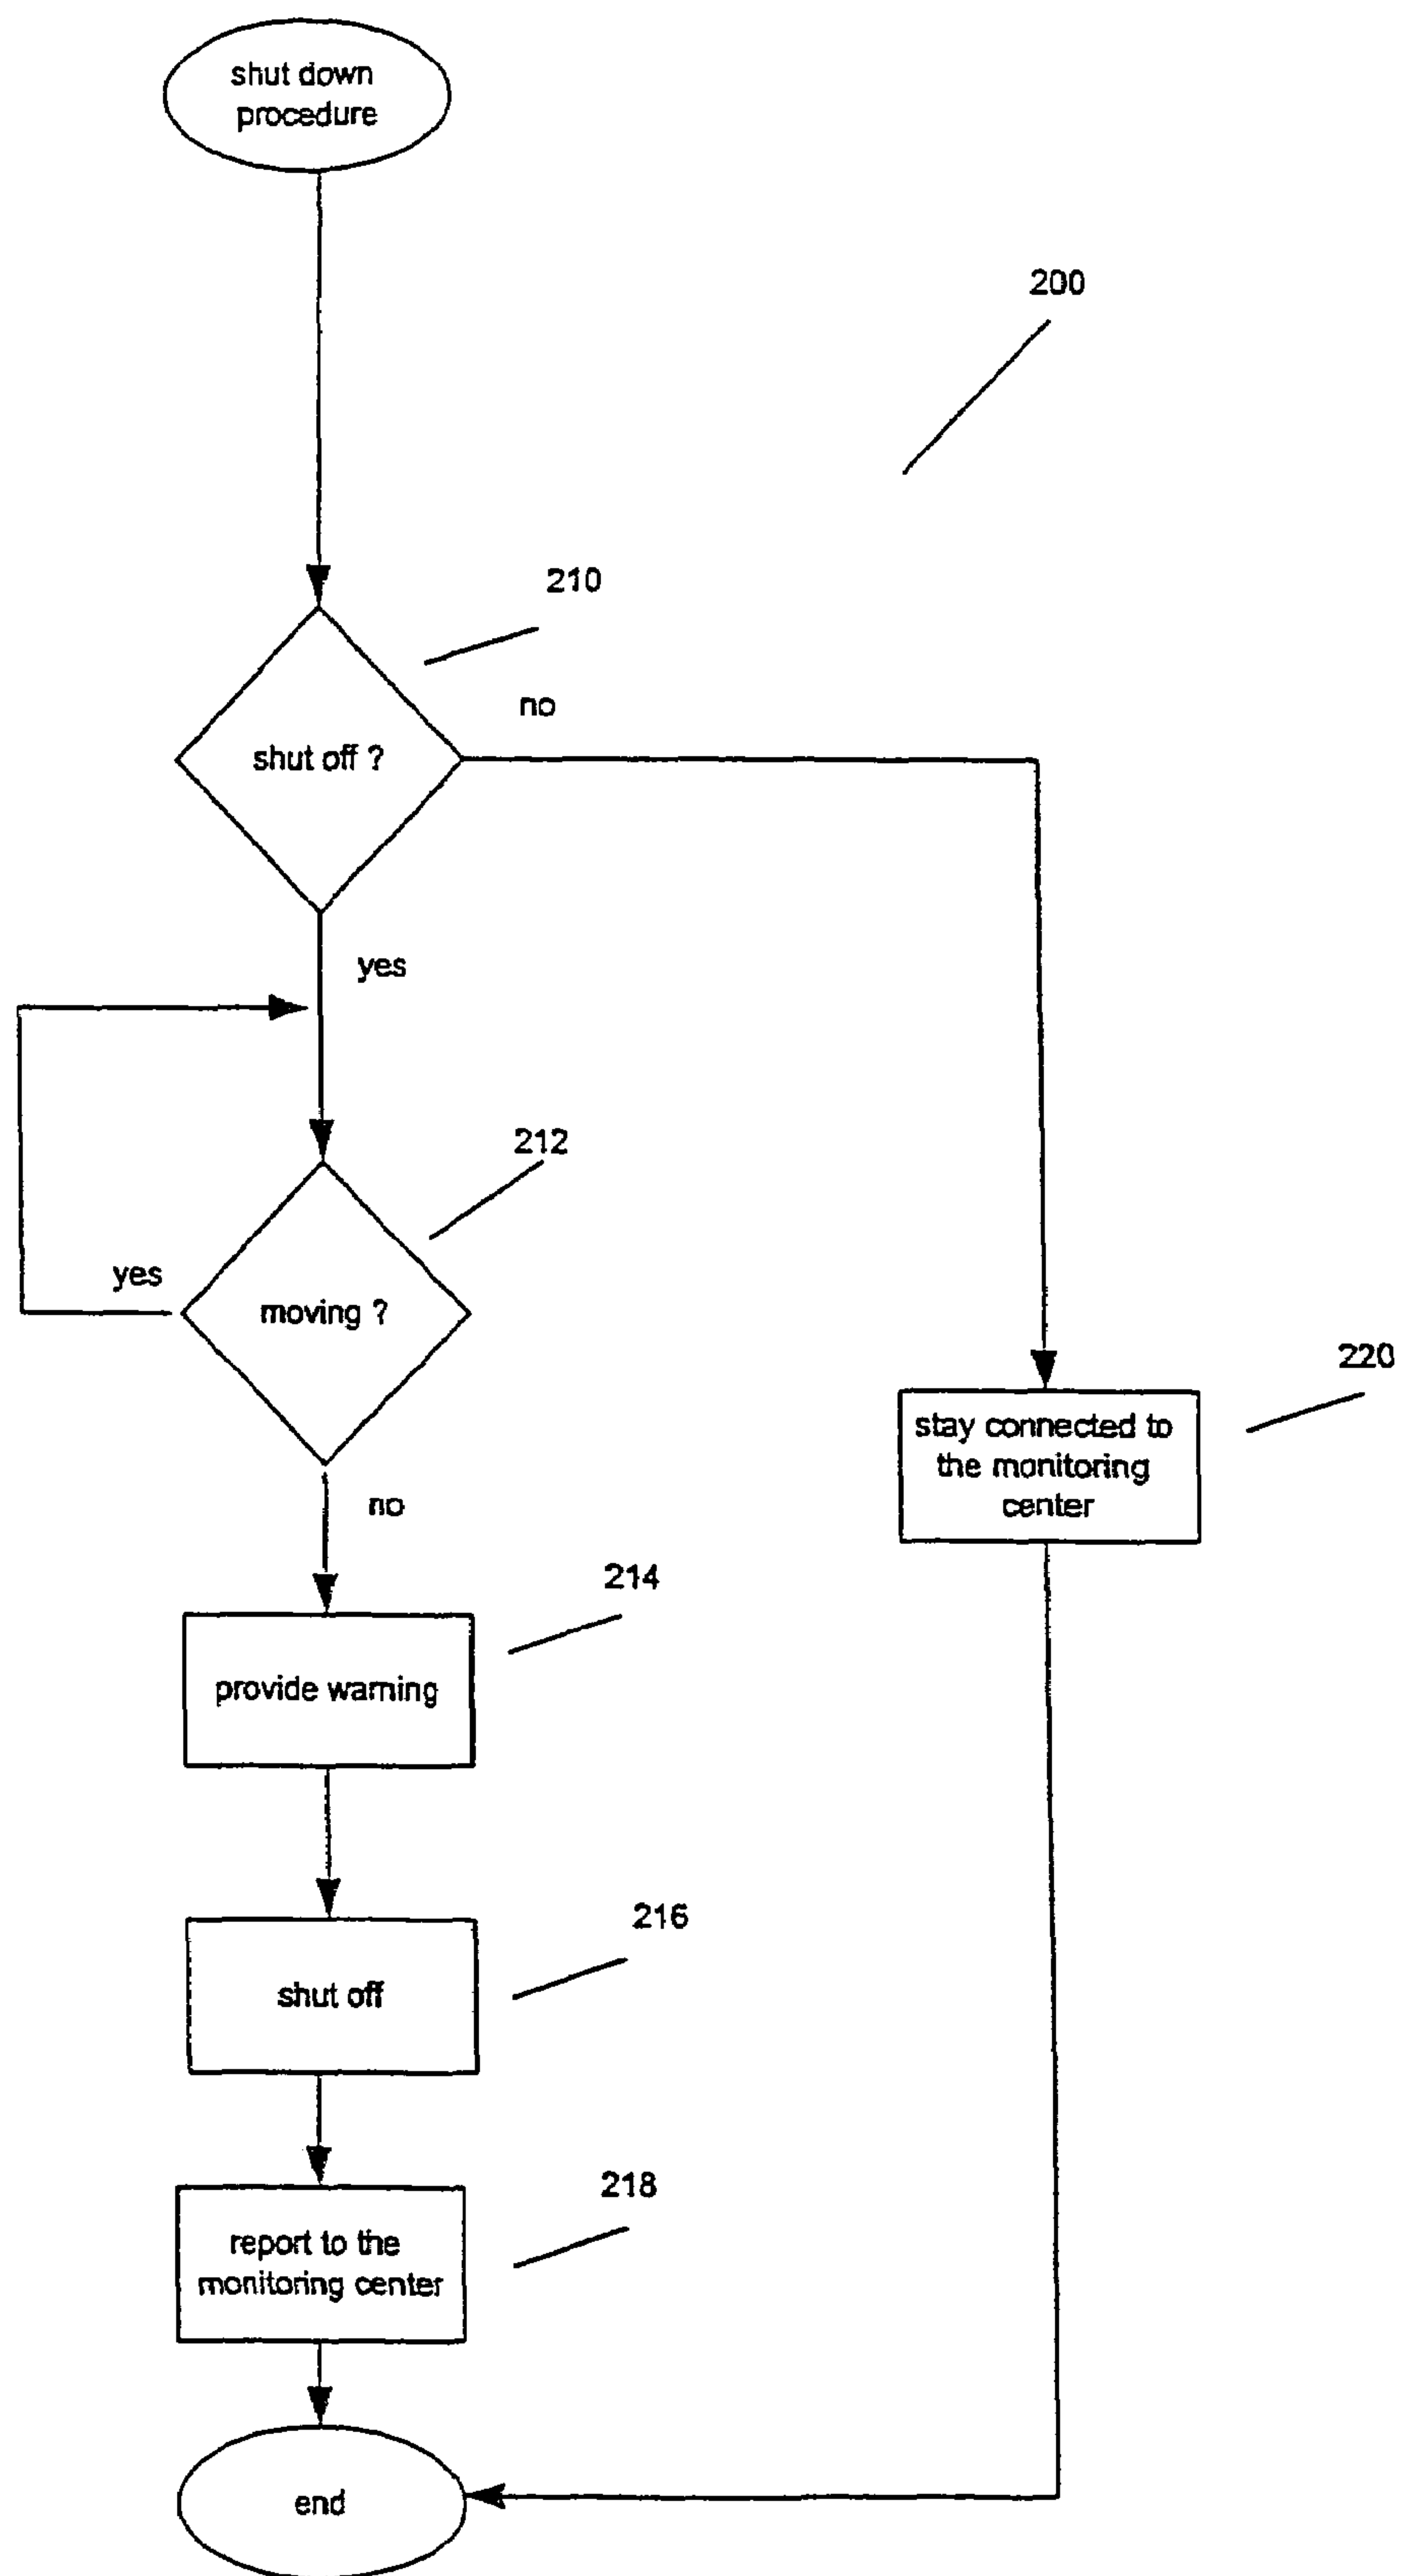 shut down
procedure
200
210
no
shut off ?
yes
212
yes
moving ?
220
stay connected to
the monitoring
center
no
214
provide warning
216
shut off
218
report to the
monitoring center
end